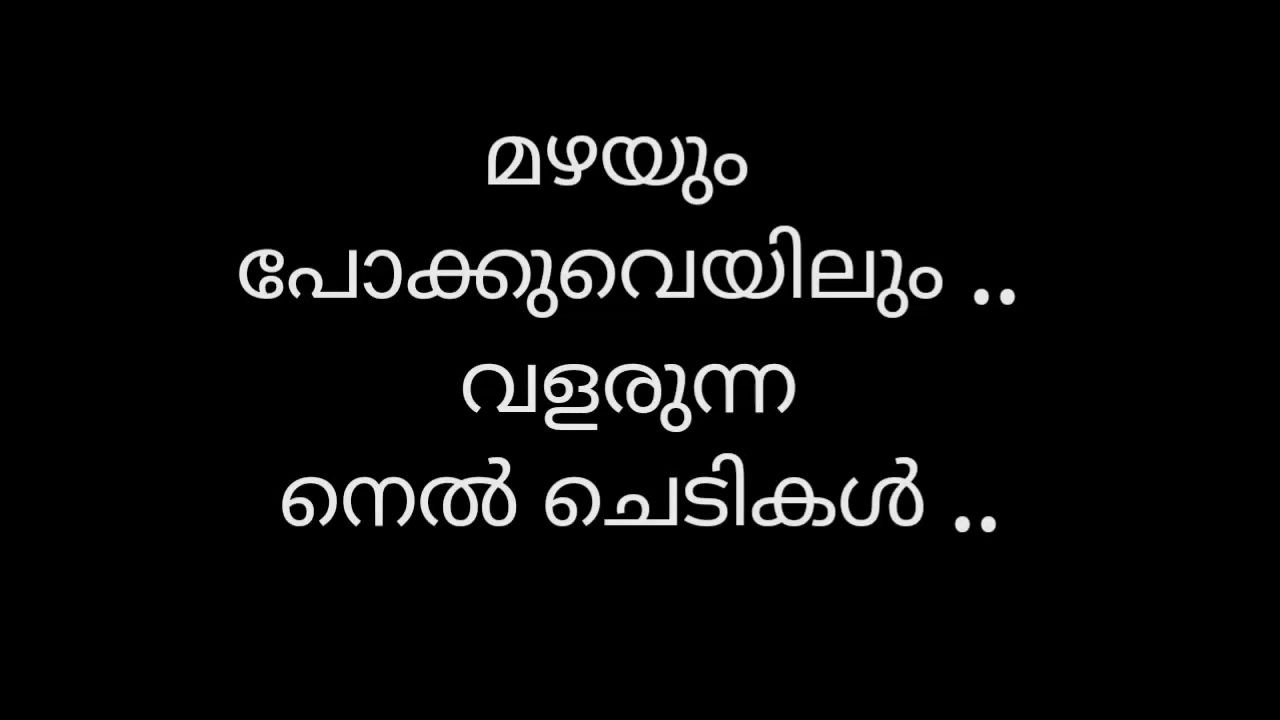 മഴയും
പോക്കുവെയിലും ..
വളരുന്ന
നെൽ ചെടികൾ ..